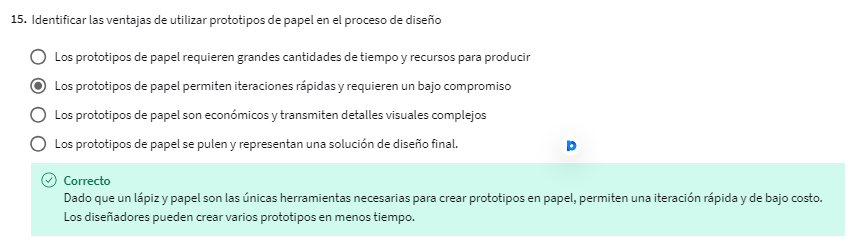 15. Identificar las ventajas de utilizar prototipos de papel en el proceso de diseño
Los prototipos de papel requieren grandes cantidades de tiempo y recursos para producir
Los prototipos de papel permiten iteraciones rápidas y requieren un bajo compromiso
Los prototipos de papel son económicos y transmiten detalles visuales complejos
Los prototipos de papel se pulen y representan una solución de diseño final.
Correcto
Dado que un lápiz y papel son las únicas herramientas necesarias para crear prototipos en papel, permiten una iteración rápida y de bajo costo.
Los diseñadores pueden crear varios prototipos en menos tiempo.